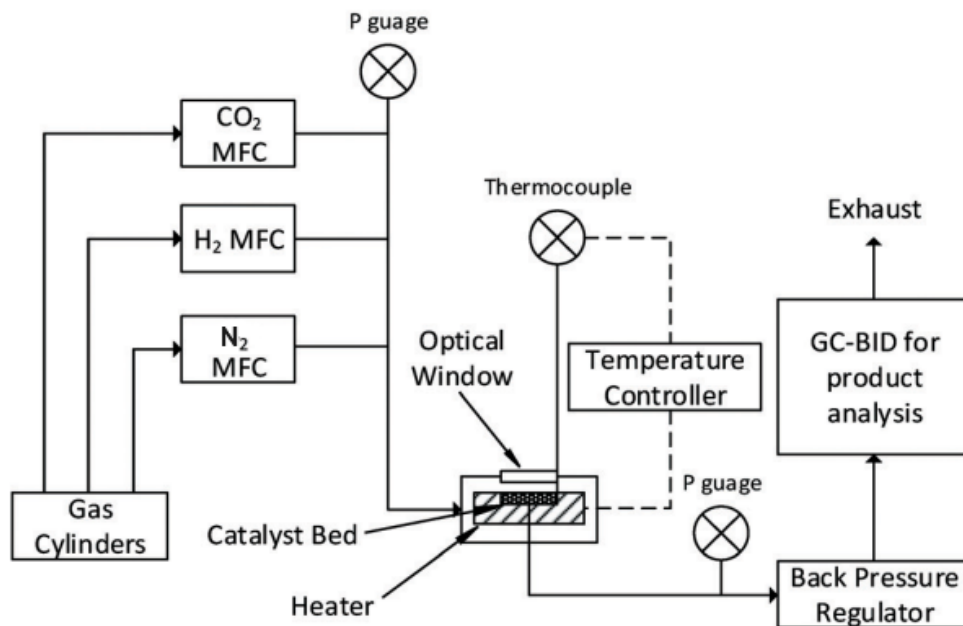 P guage
CO₂
MFC
H₂ MFC
N₂
MFC
Gas
Cylinders
Thermocouple
Optical
Window
Temperature
Controller
Catalyst Bed
Heater
P guage
Exhaust
GC-BID for
product
analysis
Back Pressure
Regulator